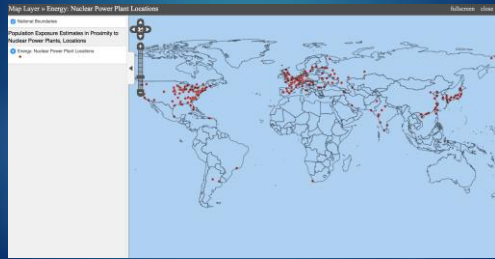 Map Layer » Energy: Nuclear Power Plant Locations
fullscreen close
National Boundaries
Population Exposure Estimates in Proximity to
Nuclear Power Plants, Locations
Energy: Nuclear Power Plant Locations